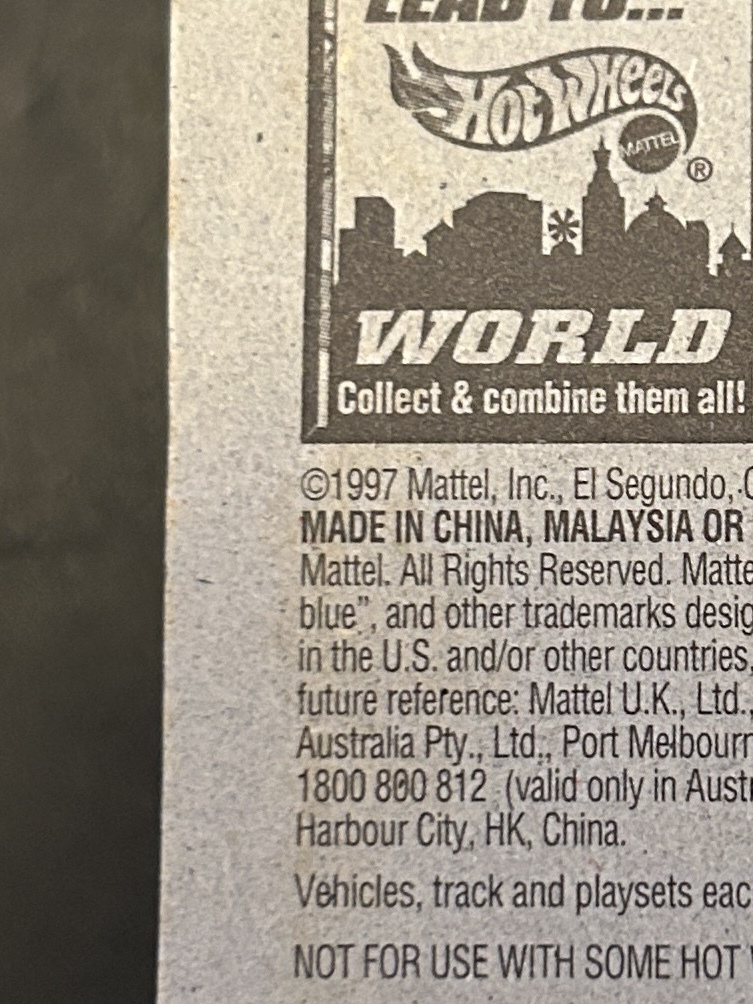 LEAD TO...
HOT WHEELS
MATTEL
®
WORLD
Collect & combine them all!
©1997 Mattel, Inc., El Segundo, C
MADE IN CHINA, MALAYSIA OR
Mattel. All Rights Reserved. Matte
blue", and other trademarks desig
in the U.S. and/or other countries.
future reference: Mattel U.K., Ltd.,
Australia Pty., Ltd., Port Melbourn
1800 800 812 (valid only in Austr
Harbour City, HK, China.
Vehicles, track and playsets eac
NOT FOR USE WITH SOME HOT W